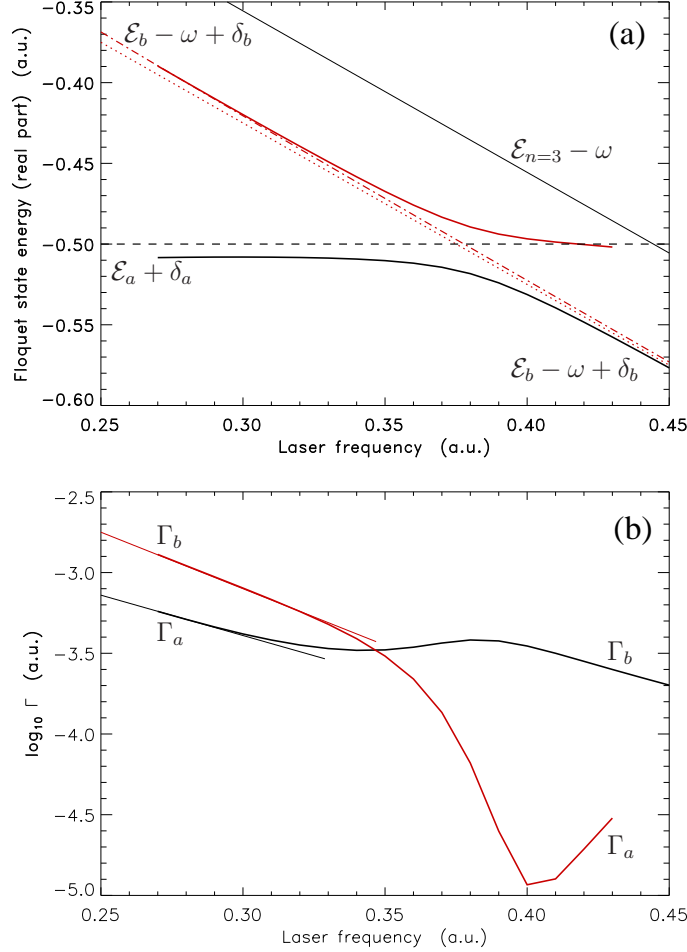 -0.35
-0.40
-0.45
-0.50
-0.55
-0.60
Floquet state energy (real part) (a.u.)
(a)
ℰ_b − ω + δ_b
ℰ_{n=3} − ω
ℰ_a + δ_a
ℰ_b − ω + δ_b
0.25 0.30 0.35 0.40 0.45
Laser frequency (a.u.)
-2.5
-3.0
-3.5
-4.0
-4.5
-5.0
log₁₀ Γ (a.u.)
(b)
Γ_b
Γ_a
Γ_b
Γ_a
0.25 0.30 0.35 0.40 0.45
Laser frequency (a.u.)